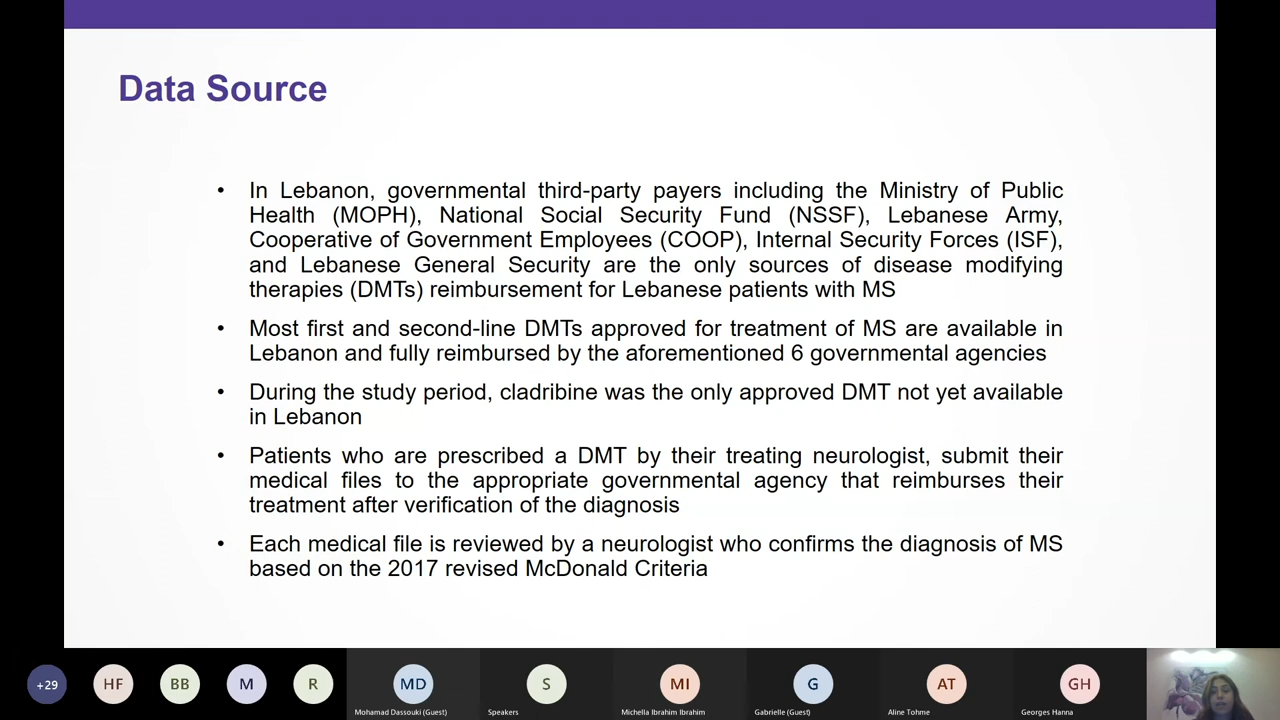 Data Source
• In Lebanon, governmental third-party payers including the Ministry of Public
Health (MOPH), National Social Security Fund (NSSF), Lebanese Army,
Cooperative of Government Employees (COOP), Internal Security Forces (ISF),
and Lebanese General Security are the only sources of disease modifying
therapies (DMTs) reimbursement for Lebanese patients with MS
• Most first and second-line DMTs approved for treatment of MS are available in
Lebanon and fully reimbursed by the aforementioned 6 governmental agencies
• During the study period, cladribine was the only approved DMT not yet available
in Lebanon
• Patients who are prescribed a DMT by their treating neurologist, submit their
medical files to the appropriate governmental agency that reimburses their
treatment after verification of the diagnosis
• Each medical file is reviewed by a neurologist who confirms the diagnosis of MS
based on the 2017 revised McDonald Criteria
+29 HF BB M R MD S MI G AT GH
Mohamad Dassouki (Guest) Speakers Michella Ibrahim Ibrahim Gabrielle (Guest) Aline Tohme Georges Hanna